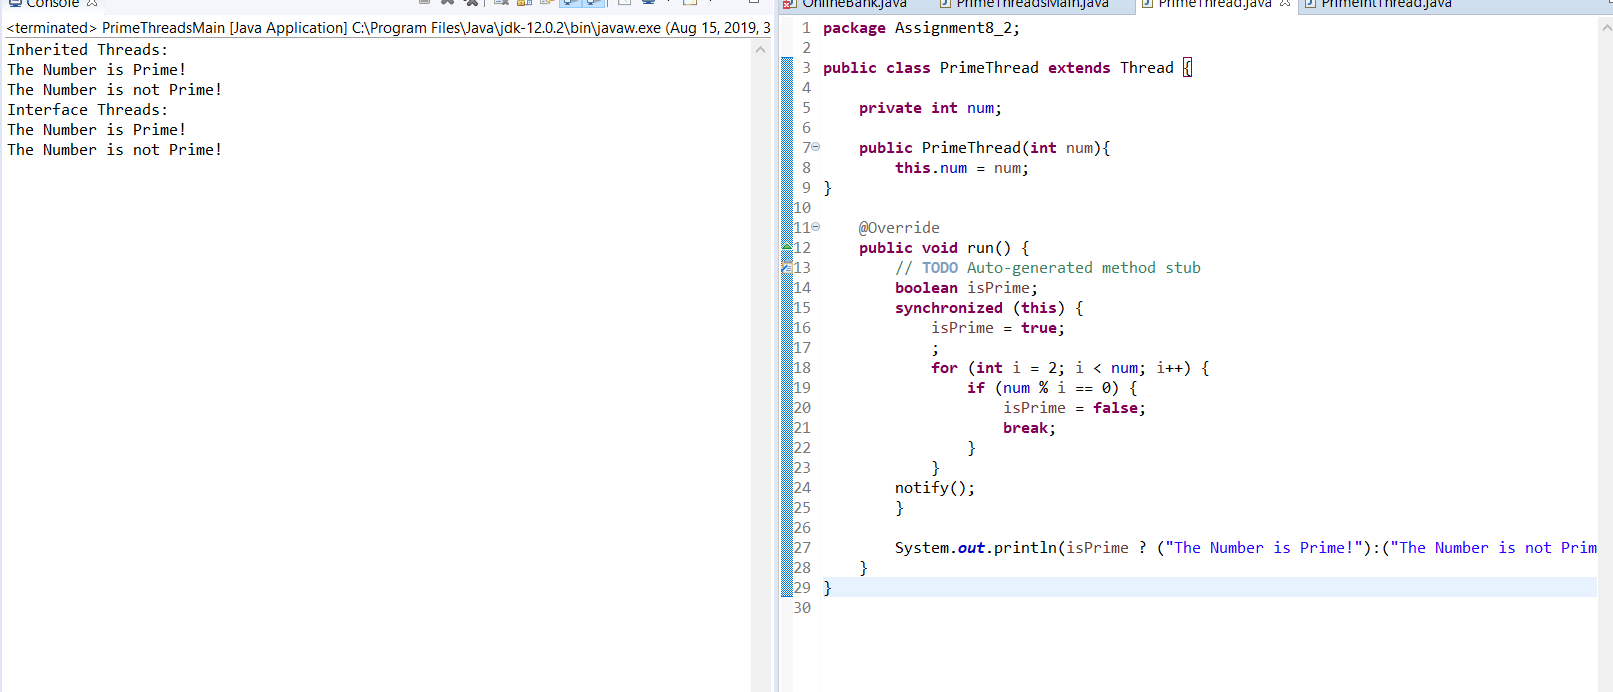 Console
<terminated> PrimeThreadsMain [Java Application] C:\Program Files\Java\jdk-12.0.2\bin\javaw.exe (Aug 15, 2019, 3
Inherited Threads:
The Number is Prime!
The Number is not Prime!
Interface Threads:
The Number is Prime!
The Number is not Prime!
OnlineBank.java PrimeThreadsMain.java PrimeThread.java PrimeIntThread.java
1 package Assignment8_2;
2
3 public class PrimeThread extends Thread {
4
5 private int num;
6
7 public PrimeThread(int num){
8 this.num = num;
9 }
10
11 @Override
12 public void run() {
13 // TODO Auto-generated method stub
14 boolean isPrime;
15 synchronized (this) {
16 isPrime = true;
17 ;
18 for (int i = 2; i < num; i++) {
19 if (num % i == 0) {
20 isPrime = false;
21 break;
22 }
23 }
24 notify();
25 }
26
27 System.out.println(isPrime ? ("The Number is Prime!"):("The Number is not Prim
28 }
29 }
30